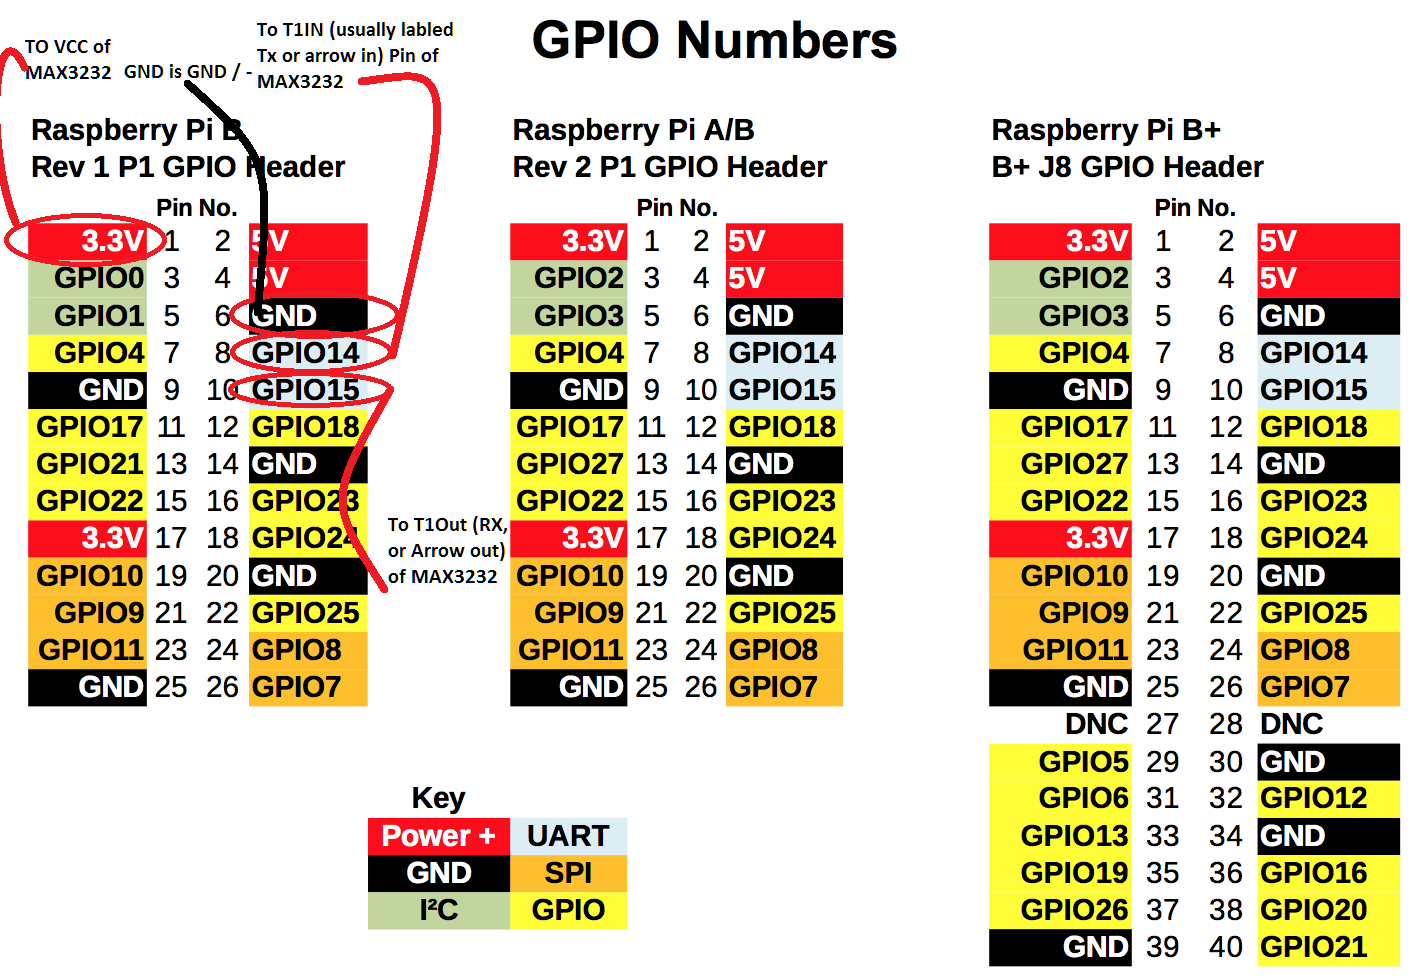 GPIO Numbers
TO VCC of
MAX3232
GND is GND / -
To T1IN (usually labled
Tx or arrow in) Pin of
MAX3232
Raspberry Pi B
Rev 1 P1 GPIO Header
Pin No.
3.3V 1 2 5V
GPIO0 3 4 5V
GPIO1 5 6 GND
GPIO4 7 8 GPIO14
GND 9 10 GPIO15
GPIO17 11 12 GPIO18
GPIO21 13 14 GND
GPIO22 15 16 GPIO23
3.3V 17 18 GPIO24
GPIO10 19 20 GND
GPIO9 21 22 GPIO25
GPIO11 23 24 GPIO8
GND 25 26 GPIO7
To T1Out (RX,
or Arrow out)
of MAX3232
Raspberry Pi A/B
Rev 2 P1 GPIO Header
Pin No.
3.3V 1 2 5V
GPIO2 3 4 5V
GPIO3 5 6 GND
GPIO4 7 8 GPIO14
GND 9 10 GPIO15
GPIO17 11 12 GPIO18
GPIO27 13 14 GND
GPIO22 15 16 GPIO23
3.3V 17 18 GPIO24
GPIO10 19 20 GND
GPIO9 21 22 GPIO25
GPIO11 23 24 GPIO8
GND 25 26 GPIO7
Raspberry Pi B+
B+ J8 GPIO Header
Pin No.
3.3V 1 2 5V
GPIO2 3 4 5V
GPIO3 5 6 GND
GPIO4 7 8 GPIO14
GND 9 10 GPIO15
GPIO17 11 12 GPIO18
GPIO27 13 14 GND
GPIO22 15 16 GPIO23
3.3V 17 18 GPIO24
GPIO10 19 20 GND
GPIO9 21 22 GPIO25
GPIO11 23 24 GPIO8
GND 25 26 GPIO7
DNC 27 28 DNC
GPIO5 29 30 GND
GPIO6 31 32 GPIO12
GPIO13 33 34 GND
GPIO19 35 36 GPIO16
GPIO26 37 38 GPIO20
GND 39 40 GPIO21
Key
Power + UART
GND SPI
I²C GPIO